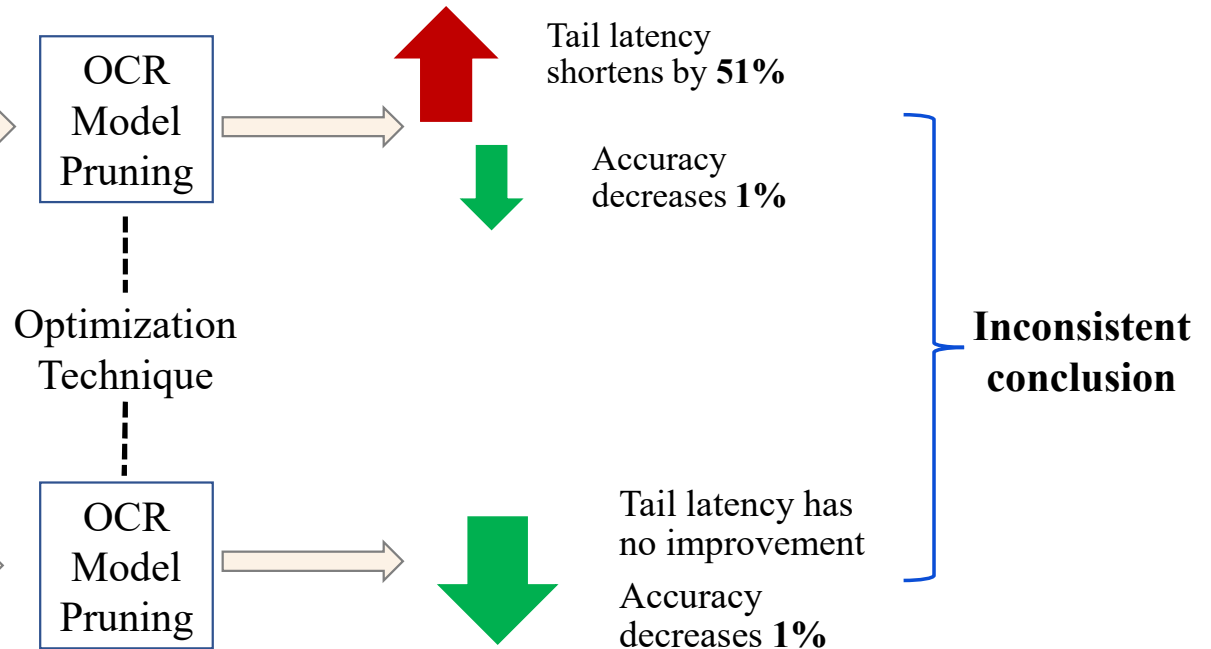 OCR
Model
Pruning
Tail latency
shortens by 51%
Accuracy
decreases 1%
Optimization
Technique
Inconsistent
conclusion
OCR
Model
Pruning
Tail latency has
no improvement
Accuracy
decreases 1%